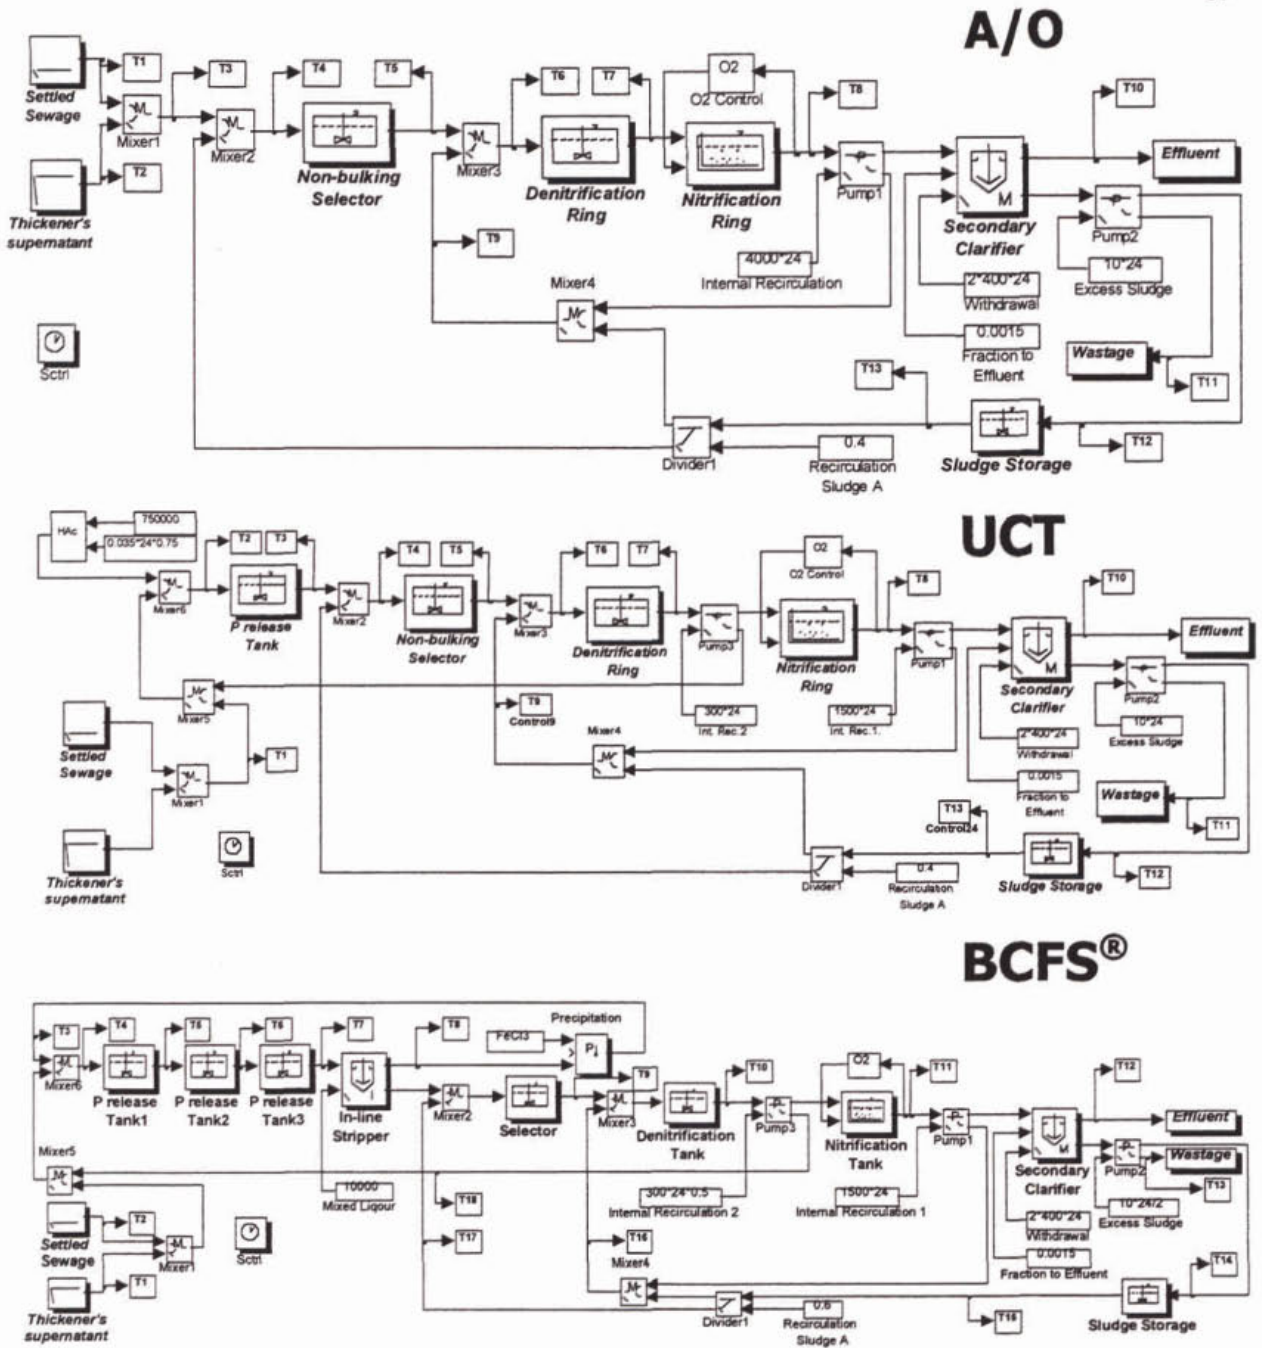 A/O
Settled
Sewage
T1
T3
T4
T5
T6
T7
O2
O2 Control
T8
T10
Mixer1
Mixer2
Non-bulking
Selector
Mixer3
Denitrification
Ring
Nitrification
Ring
Pump1
Secondary
Clarifier
M
Effluent
Pump2
T2
Thickener's
supernatant
T9
4000*24
Internal Recirculation
10*24
Excess Sludge
2*400*24
Withdrawal
Mixer4
0.0015
Fraction to
Effluent
Wastage
T11
Sctrl
T13
Divider1
0.4
Recirculation
Sludge A
Sludge Storage
T12
UCT
HAc
750000
0.035*24*0.75
T2
T3
T4
T5
T6
T7
O2
O2 Control
T8
T10
Mixer6
P release
Tank
Mixer2
Non-bulking
Selector
Mixer3
Denitrification
Ring
Pump3
Nitrification
Ring
Pump1
Secondary
Clarifier
M
Effluent
Pump2
Mixer5
T9
Control9
300*24
Int. Rec.2
1500*24
Int. Rec.1.
10*24
Excess Sludge
2*400*24
Withdrawal
Settled
Sewage
Mixer1
T1
Mixer4
0.0015
Fraction to
Effluent
Wastage
T11
T13
Control24
Thickener's
supernatant
Sctrl
Divider1
0.4
Recirculation
Sludge A
Sludge Storage
T12
BCFS®
Precipitation
FeCl3
P↓
T3
T4
T5
T6
T7
T8
T9
T10
O2
T11
T12
Mixer6
P release
Tank1
P release
Tank2
P release
Tank3
In-line
Stripper
Mixer2
Selector
Mixer3
Denitrification
Tank
Pump3
Nitrification
Tank
Pump1
Secondary
Clarifier
M
Effluent
Pump2
Wastage
T13
Mixer5
10000
Mixed Liqour
T18
T17
300*24*0.5
Internal Recirculation 2
1500*24
Internal Recirculation 1
10*24/2
Excess Sludge
2*400*24
Withdrawal
Settled
Sewage
T2
Mixer1
Sctrl
T16
Mixer4
0.0015
Fraction to Effluent
T14
T1
Thickener's
supernatant
Divider1
0.6
Recirculation
Sludge A
T15
Sludge Storage